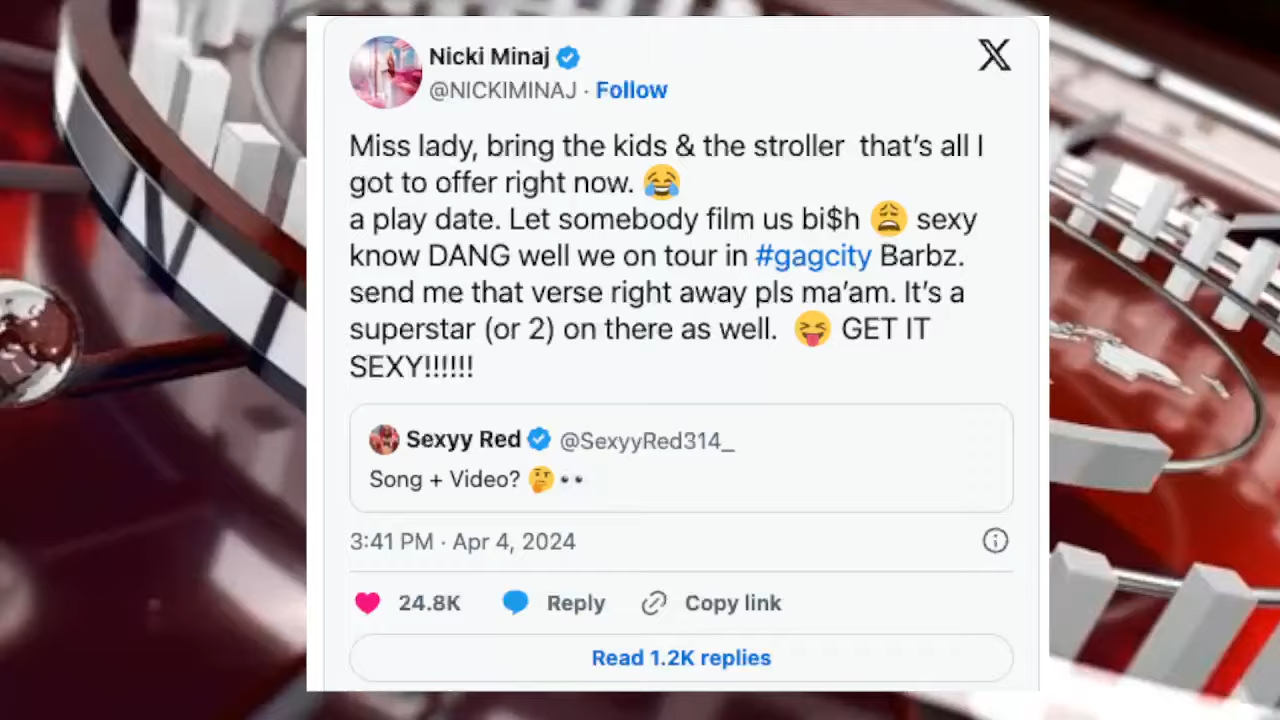 Nicki Minaj
@NICKIMINAJ · Follow
Miss lady, bring the kids & the stroller  that’s all I
got to offer right now. 😂
a play date. Let somebody film us bi$h 😩 sexy
know DANG well we on tour in #gagcity Barbz.
send me that verse right away pls ma’am. It’s a
superstar (or 2) on there as well.  😝 GET IT
SEXY!!!!!!
Sexyy Red @SexyyRed314_
Song + Video? 🤔👀
3:41 PM · Apr 4, 2024
24.8K Reply Copy link
Read 1.2K replies